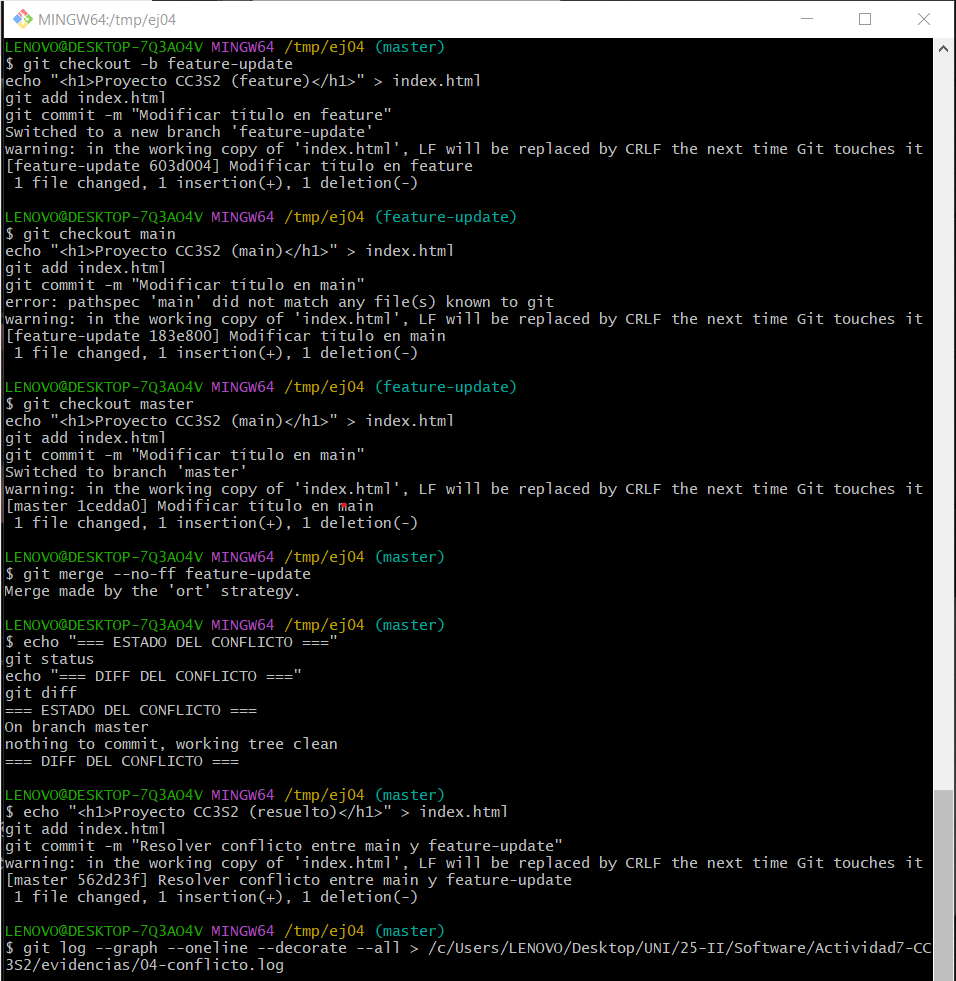 MINGW64:/tmp/ej04
LENOVO@DESKTOP-7Q3AO4V MINGW64 /tmp/ej04 (master)
$ git checkout -b feature-update
echo "<h1>Proyecto CC3S2 (feature)</h1>" > index.html
git add index.html
git commit -m "Modificar título en feature"
Switched to a new branch 'feature-update'
warning: in the working copy of 'index.html', LF will be replaced by CRLF the next time Git touches it
[feature-update 603d004] Modificar título en feature
 1 file changed, 1 insertion(+), 1 deletion(-)

LENOVO@DESKTOP-7Q3AO4V MINGW64 /tmp/ej04 (feature-update)
$ git checkout main
echo "<h1>Proyecto CC3S2 (main)</h1>" > index.html
git add index.html
git commit -m "Modificar título en main"
error: pathspec 'main' did not match any file(s) known to git
warning: in the working copy of 'index.html', LF will be replaced by CRLF the next time Git touches it
[feature-update 183e800] Modificar título en main
 1 file changed, 1 insertion(+), 1 deletion(-)

LENOVO@DESKTOP-7Q3AO4V MINGW64 /tmp/ej04 (feature-update)
$ git checkout master
echo "<h1>Proyecto CC3S2 (main)</h1>" > index.html
git add index.html
git commit -m "Modificar título en main"
Switched to branch 'master'
warning: in the working copy of 'index.html', LF will be replaced by CRLF the next time Git touches it
[master 1cedda0] Modificar título en main
 1 file changed, 1 insertion(+), 1 deletion(-)

LENOVO@DESKTOP-7Q3AO4V MINGW64 /tmp/ej04 (master)
$ git merge --no-ff feature-update
Merge made by the 'ort' strategy.

LENOVO@DESKTOP-7Q3AO4V MINGW64 /tmp/ej04 (master)
$ echo "=== ESTADO DEL CONFLICTO ==="
git status
echo "=== DIFF DEL CONFLICTO ==="
git diff
=== ESTADO DEL CONFLICTO ===
On branch master
nothing to commit, working tree clean
=== DIFF DEL CONFLICTO ===

LENOVO@DESKTOP-7Q3AO4V MINGW64 /tmp/ej04 (master)
$ echo "<h1>Proyecto CC3S2 (resuelto)</h1>" > index.html
git add index.html
git commit -m "Resolver conflicto entre main y feature-update"
warning: in the working copy of 'index.html', LF will be replaced by CRLF the next time Git touches it
[master 562d23f] Resolver conflicto entre main y feature-update
 1 file changed, 1 insertion(+), 1 deletion(-)

LENOVO@DESKTOP-7Q3AO4V MINGW64 /tmp/ej04 (master)
$ git log --graph --oneline --decorate --all > /c/Users/LENOVO/Desktop/UNI/25-II/Software/Actividad7-CC
3S2/evidencias/04-conflicto.log